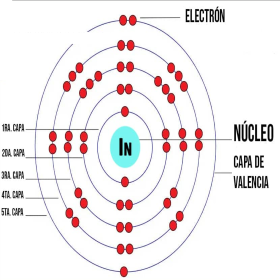 ELECTRÓN
1RA. CAPA
2DA. CAPA
3RA. CAPA
4TA. CAPA
5TA. CAPA
IN
NÚCLEO
CAPA DE
VALENCIA